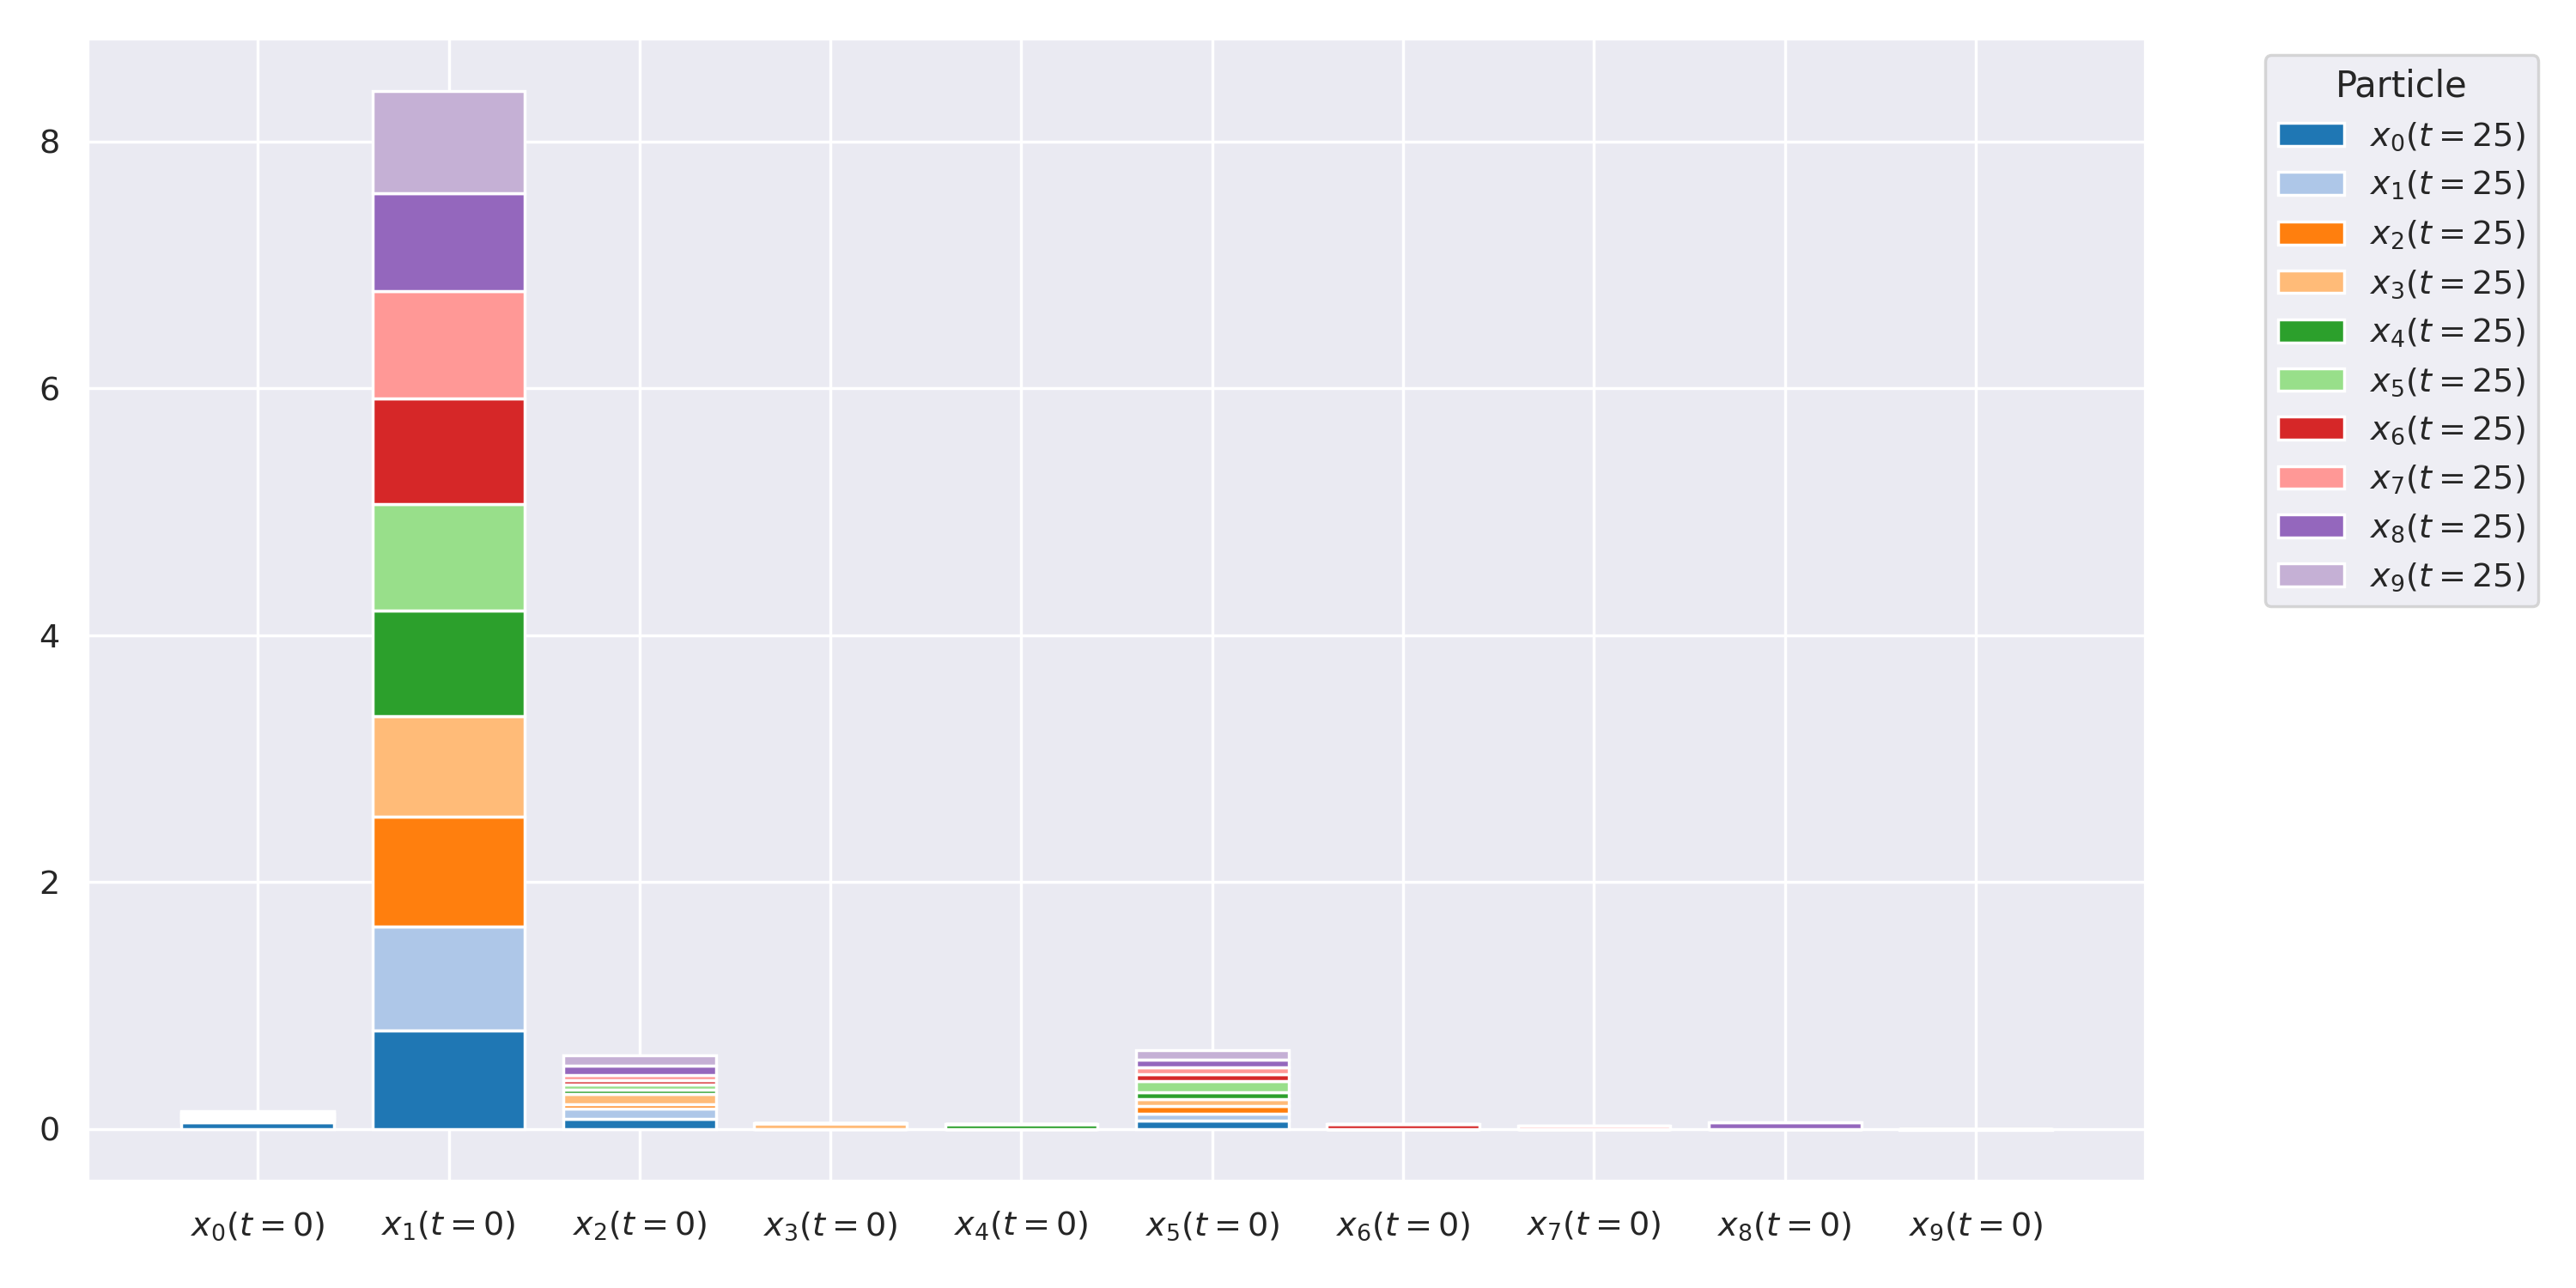 8
6
4
2
0
x₀(t = 0) x₁(t = 0) x₂(t = 0) x₃(t = 0) x₄(t = 0) x₅(t = 0) x₆(t = 0) x₇(t = 0) x₈(t = 0) x₉(t = 0)
Particle
x₀(t = 25)
x₁(t = 25)
x₂(t = 25)
x₃(t = 25)
x₄(t = 25)
x₅(t = 25)
x₆(t = 25)
x₇(t = 25)
x₈(t = 25)
x₉(t = 25)